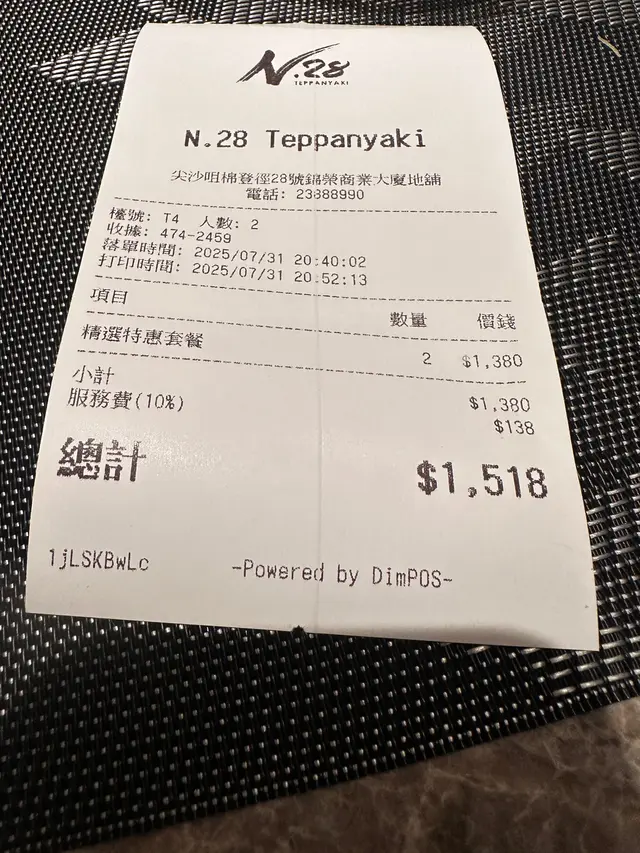 N.28
TEPPANYAKI
N.28 Teppanyaki
尖沙咀棉登徑28號錦榮商業大廈地舖
電話: 23888990
檯號: T4 人數: 2
收據: 474-2459
落單時間: 2025/07/31 20:40:02
打印時間: 2025/07/31 20:52:13
項目 數量 價錢
精選特惠套餐 2 $1,380
小計 $1,380
服務費(10%) $138
總計 $1,518
1jLSKBwLc -Powered by DimPOS-